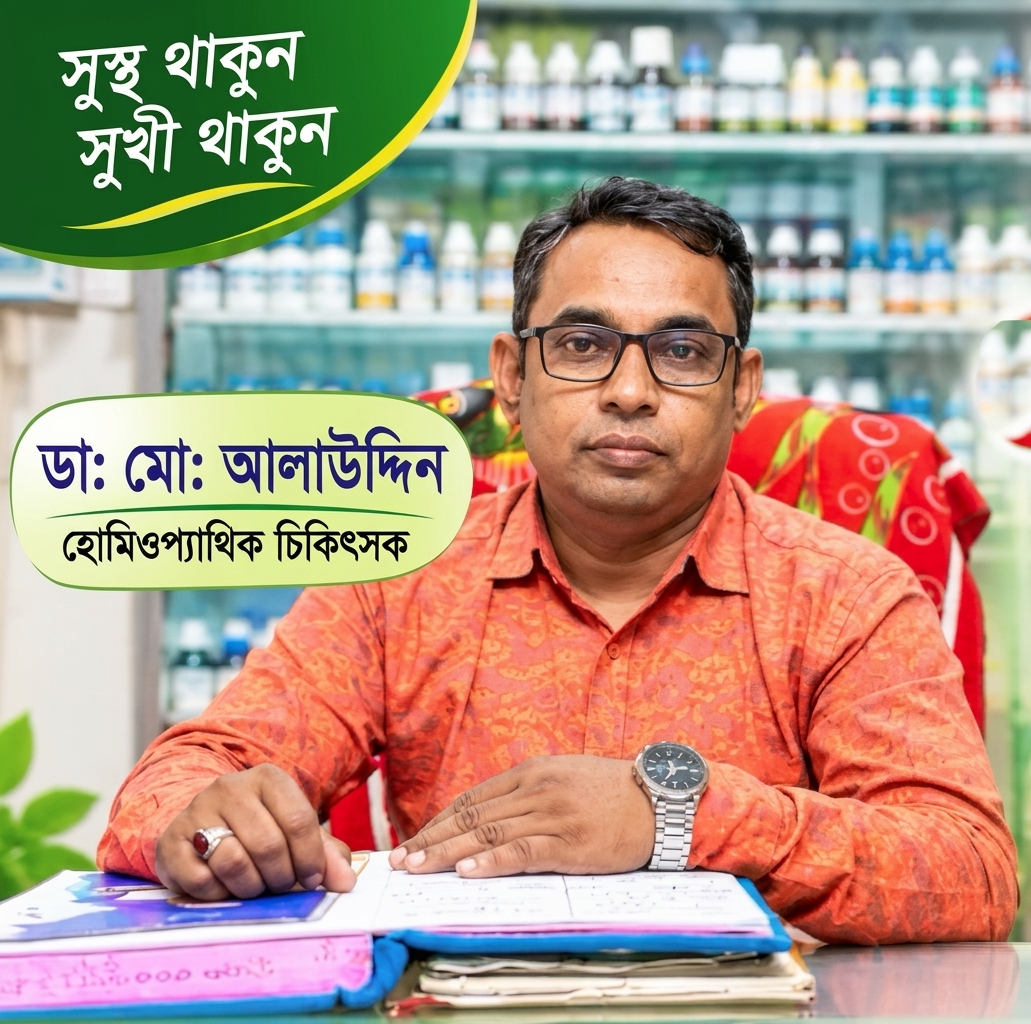 সুস্থ থাকুন
সুখী থাকুন
ডা: মো: আলাউদ্দিন
হোমিওপ্যাথিক চিকিৎসক